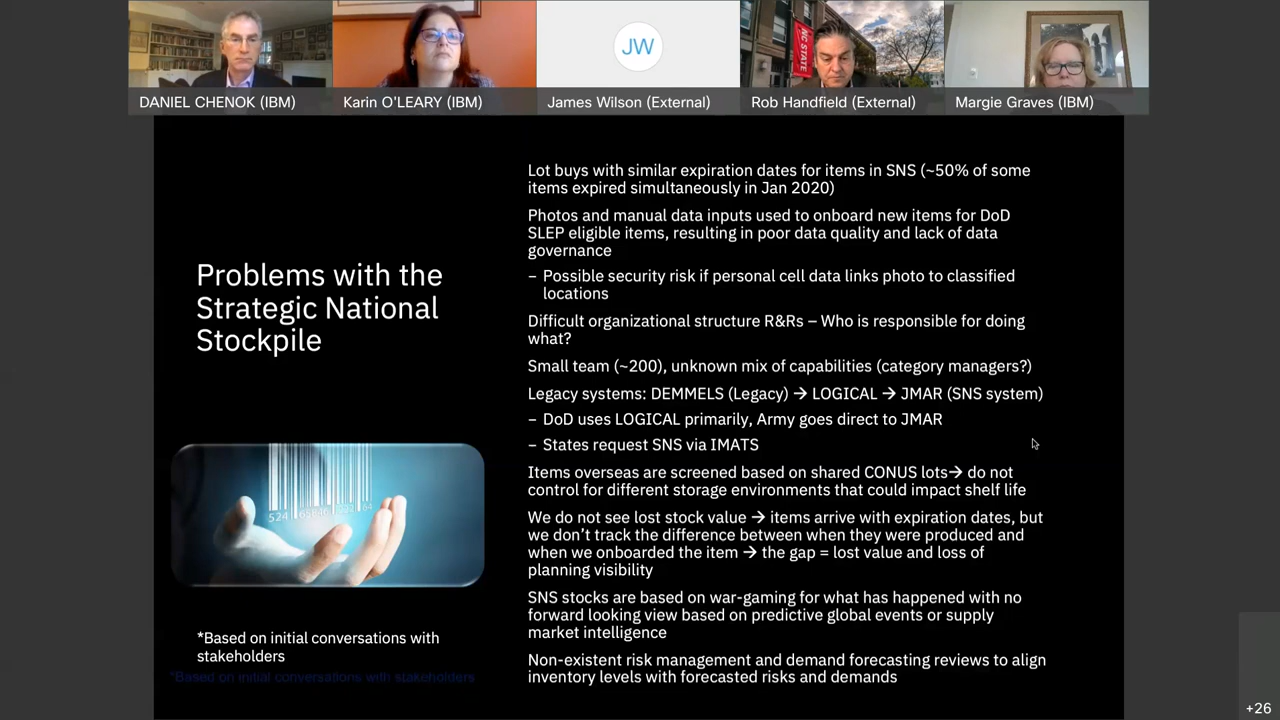 JW
NC STATE
DANIEL CHENOK (IBM)
Karin O'LEARY (IBM)
James Wilson (External)
Rob Handfield (External)
Margie Graves (IBM)
Problems with the
Strategic National
Stockpile
*Based on initial conversations with
stakeholders
*Based on initial conversations with stakeholders
Lot buys with similar expiration dates for items in SNS (~50% of some
items expired simultaneously in Jan 2020)
Photos and manual data inputs used to onboard new items for DoD
SLEP eligible items, resulting in poor data quality and lack of data
governance
– Possible security risk if personal cell data links photo to classified
locations
Difficult organizational structure R&Rs – Who is responsible for doing
what?
Small team (~200), unknown mix of capabilities (category managers?)
Legacy systems: DEMMELS (Legacy) → LOGICAL → JMAR (SNS system)
– DoD uses LOGICAL primarily, Army goes direct to JMAR
– States request SNS via IMATS
Items overseas are screened based on shared CONUS lots→ do not
control for different storage environments that could impact shelf life
We do not see lost stock value → items arrive with expiration dates, but
we don't track the difference between when they were produced and
when we onboarded the item → the gap = lost value and loss of
planning visibility
SNS stocks are based on war-gaming for what has happened with no
forward looking view based on predictive global events or supply
market intelligence
Non-existent risk management and demand forecasting reviews to align
inventory levels with forecasted risks and demands
+26